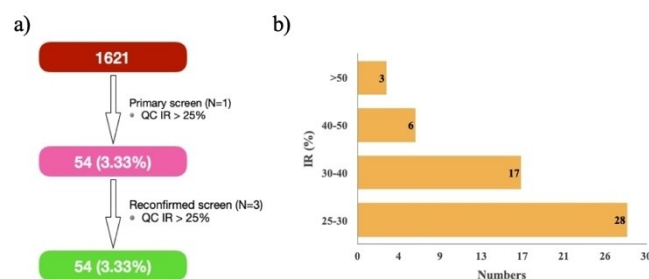 a)
1621
Primary screen (N=1)
• QC IR > 25%
54 (3.33%)
Reconfirmed screen (N=3)
• QC IR > 25%
54 (3.33%)
b)
IR (%)
>50
3
40-50
6
30-40
17
25-30
28
0 4 8 13 17 21 26 30
Numbers